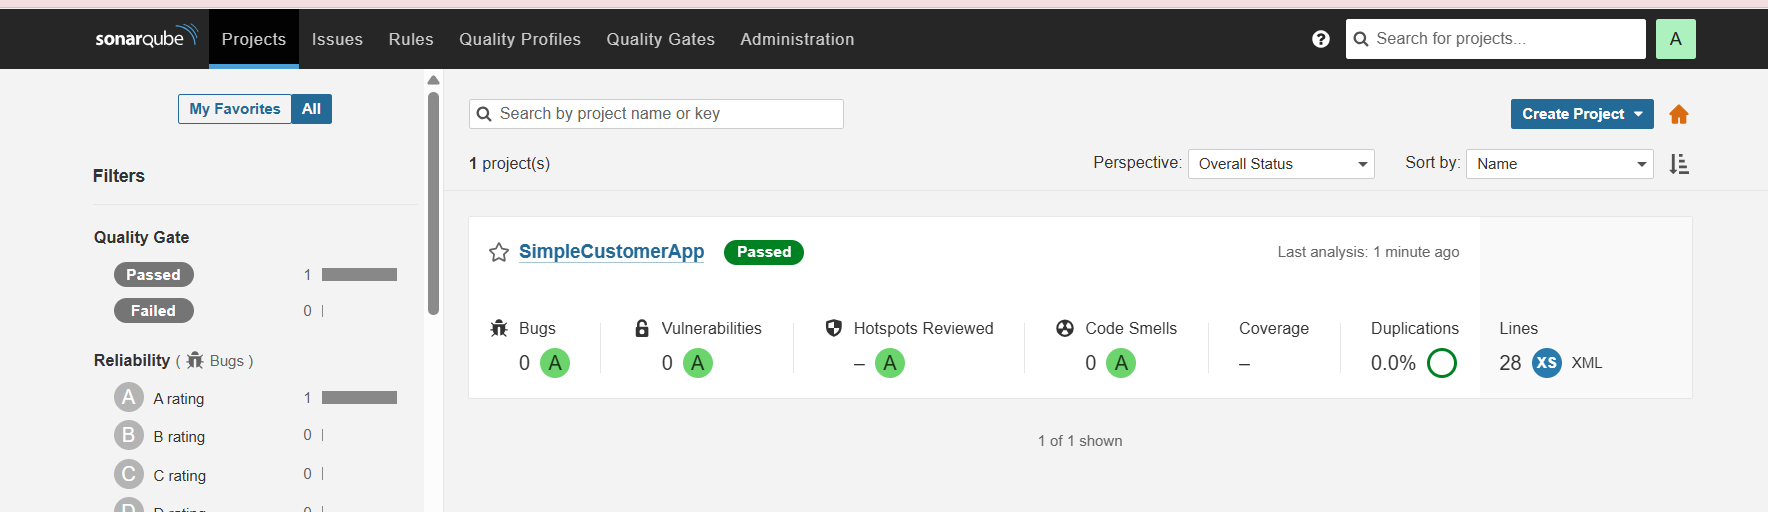 sonarqube Projects Issues Rules Quality Profiles Quality Gates Administration ? Search for projects... A
My Favorites All
Search by project name or key
Create Project
1 project(s)
Perspective: Overall Status
Sort by: Name
Filters
Quality Gate
Passed 1
Failed 0
Reliability ( Bugs )
A A rating 1
B B rating 0
C C rating 0
D D rating 0
SimpleCustomerApp Passed
Last analysis: 1 minute ago
Bugs Vulnerabilities Hotspots Reviewed Code Smells Coverage Duplications Lines
0 A 0 A – A 0 A – 0.0% 28 XS XML
1 of 1 shown